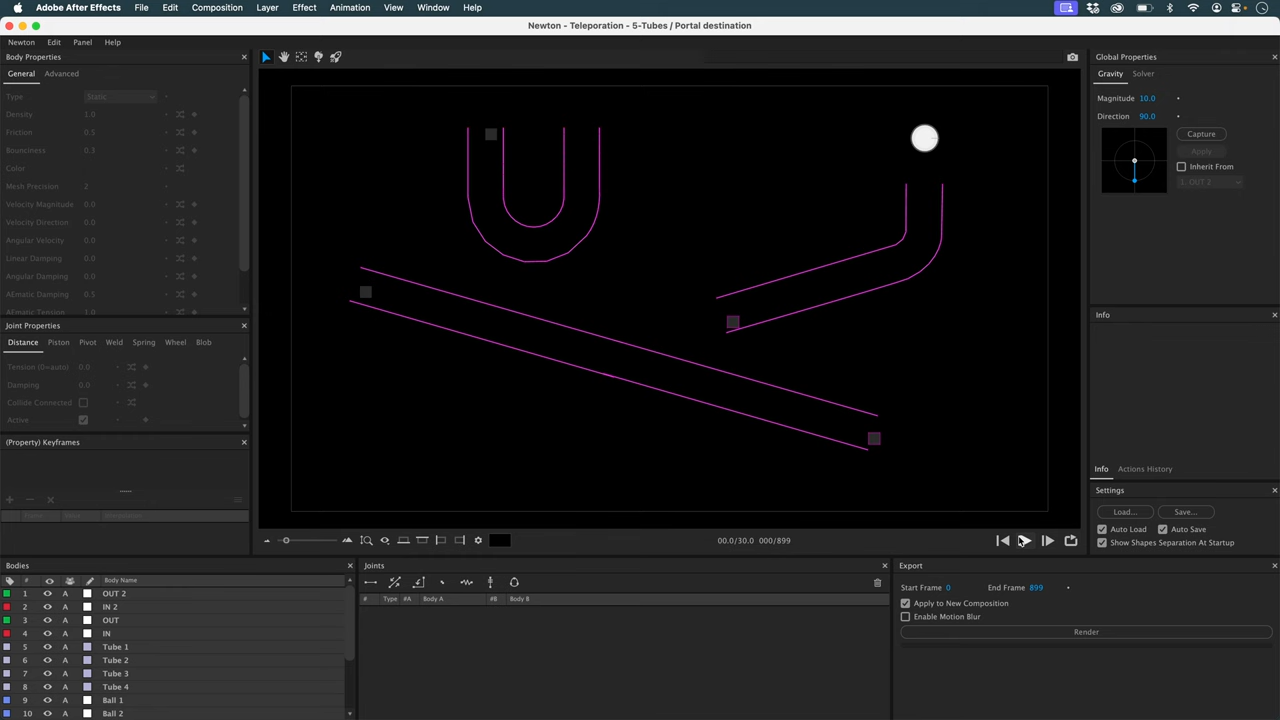 Adobe After Effects File Edit Composition Layer Effect Animation View Window Help
Newton - Teleporation - 5-Tubes / Portal destination
Newton Edit Panel Help
Body Properties
General Advanced
Type Static
Density 1.0
Friction 0.5
Bounciness 0.3
Color
Mesh Precision 2
Velocity Magnitude 0.0
Velocity Direction 0.0
Angular Velocity 0.0
Linear Damping 0.0
Angular Damping 0.0
AEmatic Damping 0.5
AEmatic Tension 1.0
Joint Properties
Distance Piston Pivot Weld Spring Wheel Blob
Tension (0=auto) 0.0
Damping 0.0
Collide Connected
Active
(Property) Keyframes
00.0/30.0 000/899
Global Properties
Gravity Solver
Magnitude 10.0
Direction 90.0
Capture
Apply
Inherit From
1. OUT 2
Info
Info Actions History
Settings
Load... Save...
Auto Load Auto Save
Show Shapes Separation At Startup
Bodies
# Body Name
1 A OUT 2
2 A IN 2
3 A OUT
4 A IN
5 A Tube 1
6 A Tube 2
7 A Tube 3
8 A Tube 4
9 A Ball 1
10 A Ball 2
Joints
# Type #A Body A #B Body B
Export
Start Frame 0 End Frame 899
Apply to New Composition
Enable Motion Blur
Render